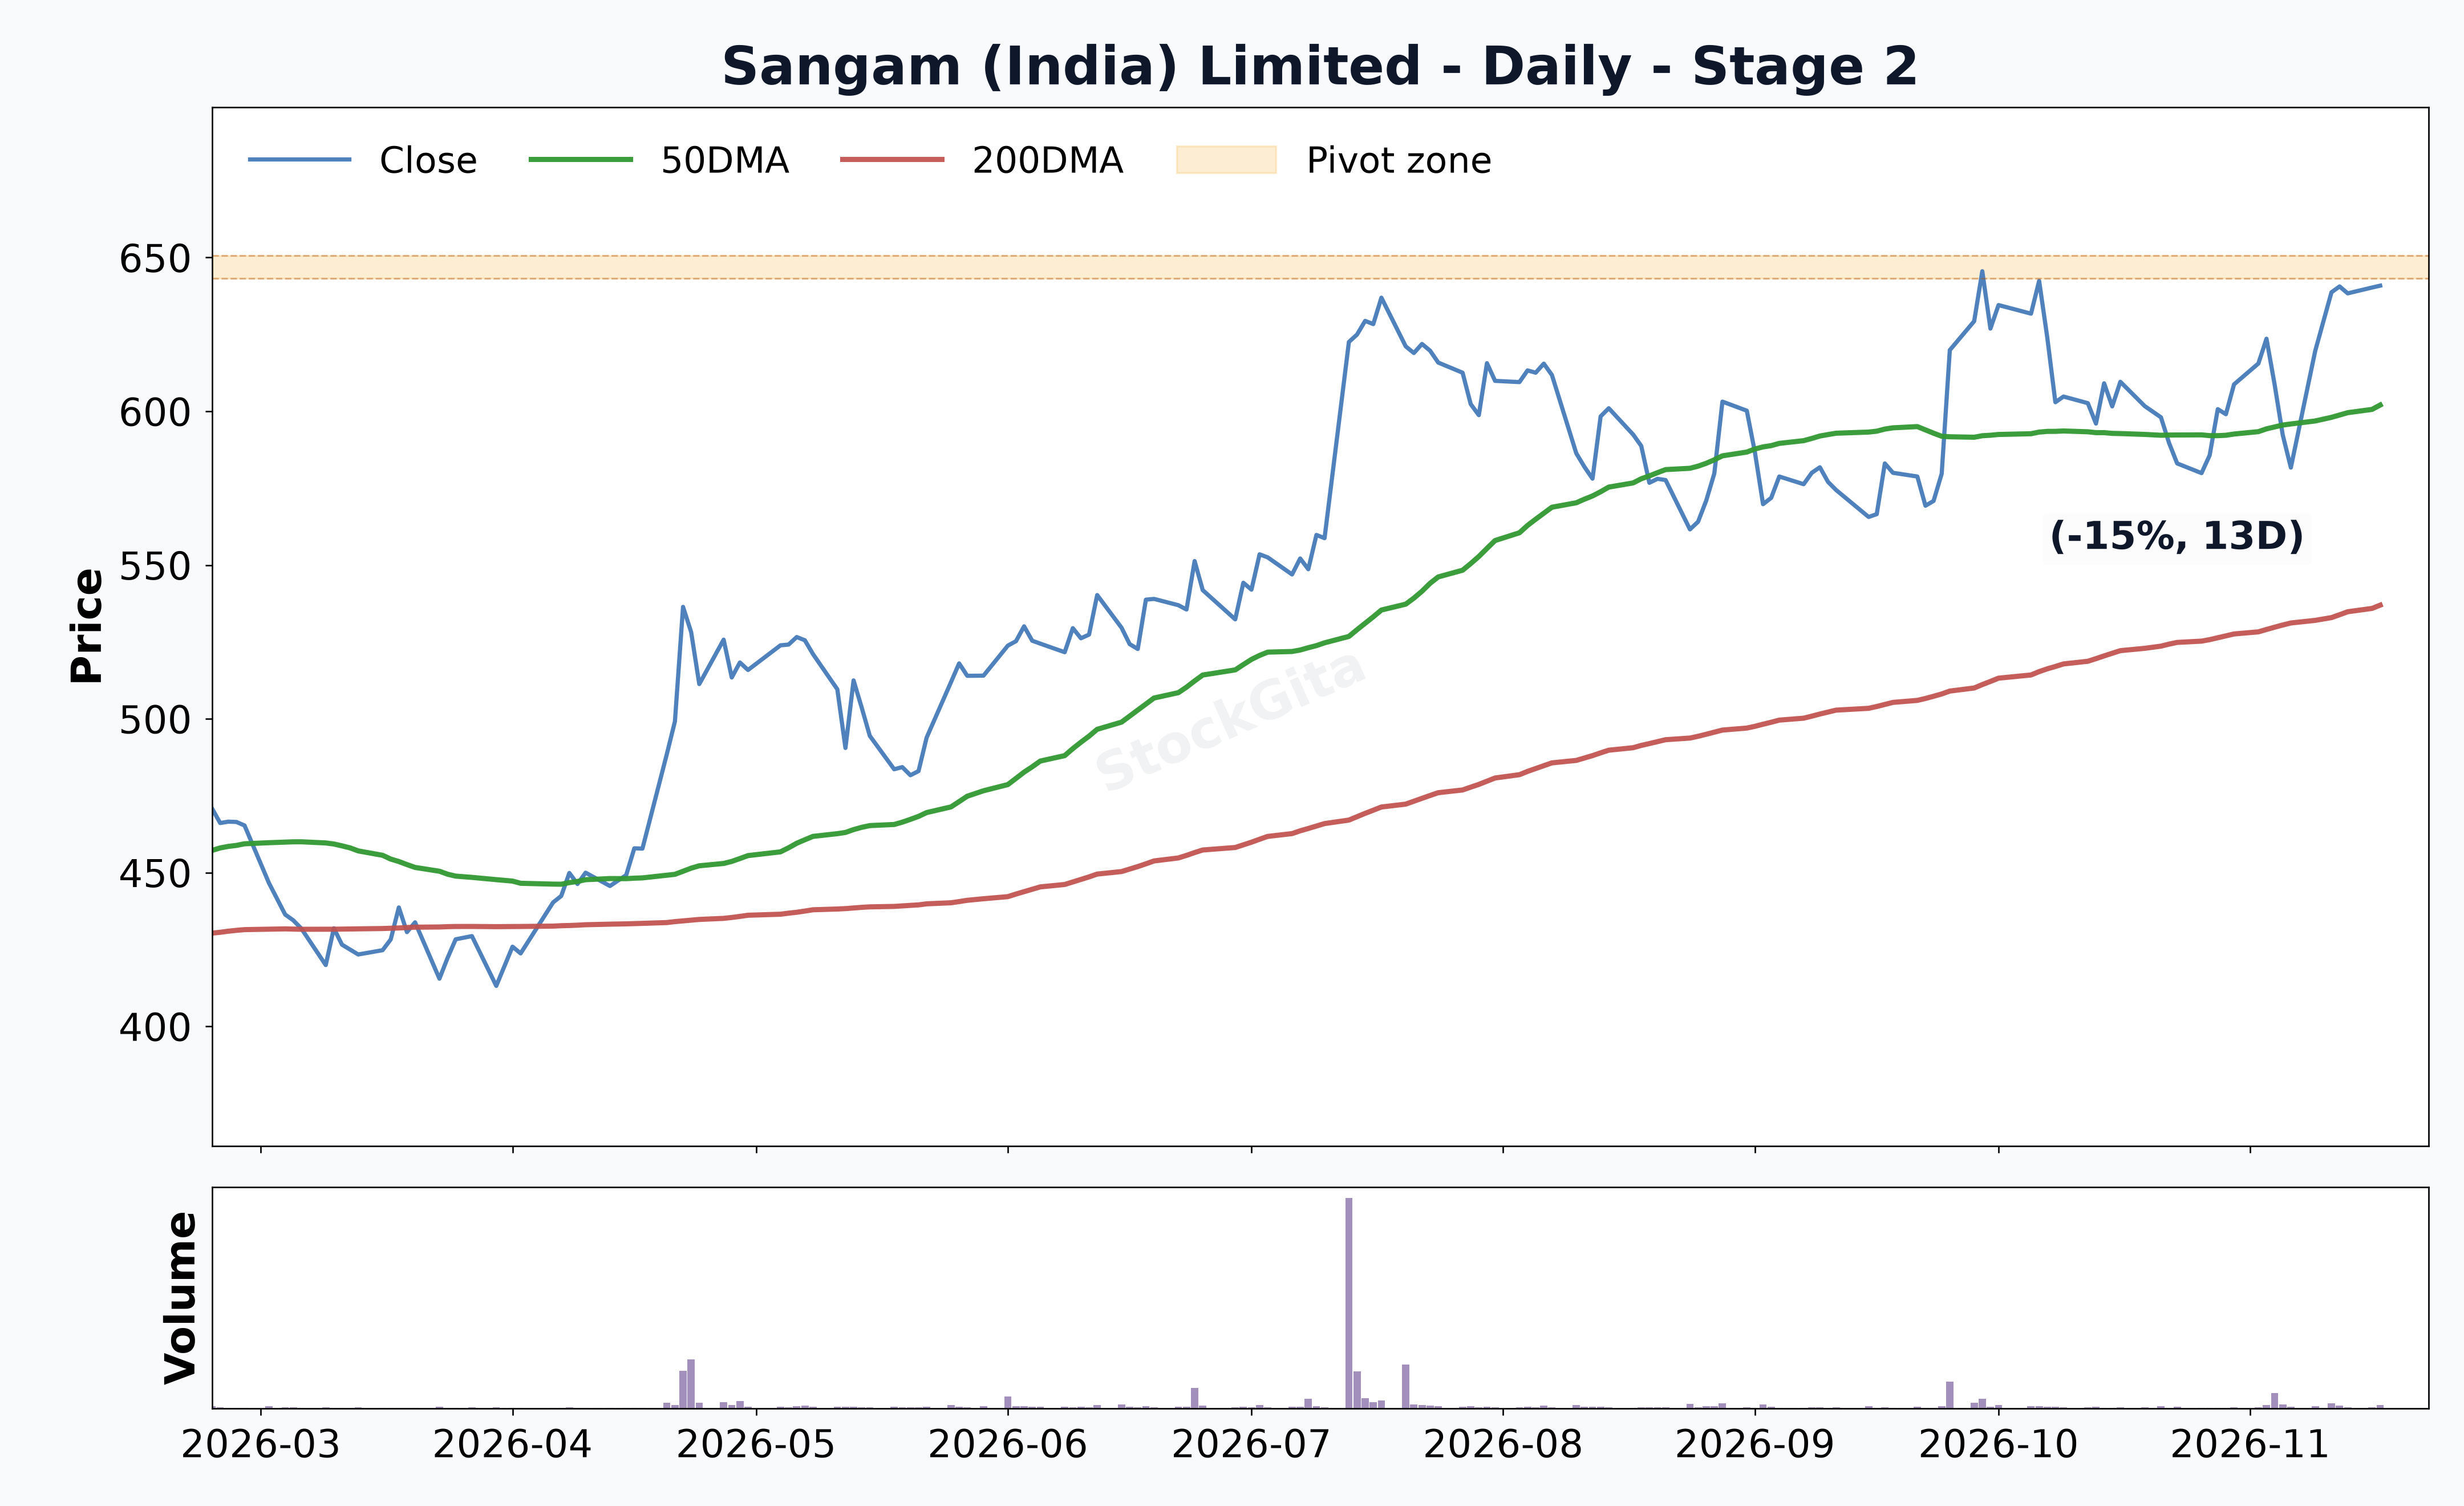 Sangam (India) Limited - Daily - Stage 2
Close 50DMA 200DMA Pivot zone
650
600
550
500
450
400
Price
(-15%, 13D)
StockGita
Volume
2026-03 2026-04 2026-05 2026-06 2026-07 2026-08 2026-09 2026-10 2026-11